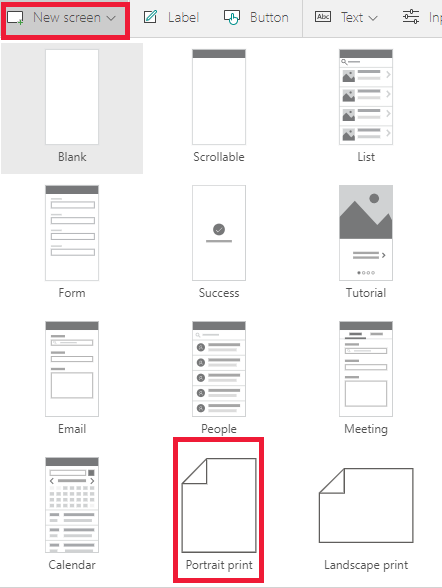 New screen Label Button Abc Text
Blank Scrollable List
Form Success Tutorial
Email People Meeting
Calendar Portrait print Landscape print